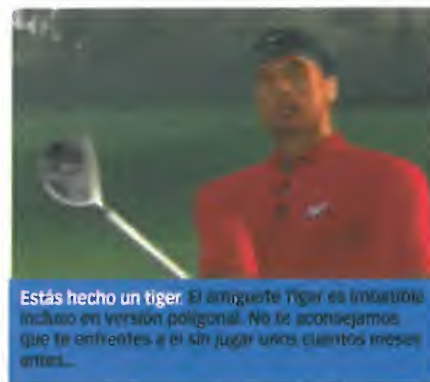 Estás hecho un tiger. El amiguete Tiger es imbatible
incluso en versión poligonal. No te aconsejamos
que te enfrentes a él sin jugar unos cuantos meses
antes...